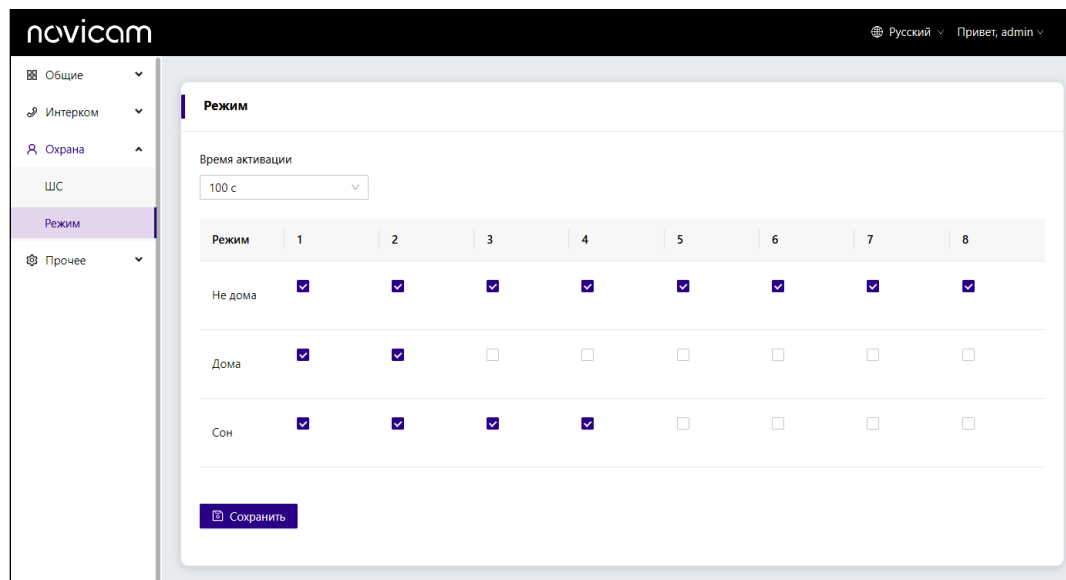 novicam
Русский Привет, admin
Общие
Интерком
Охрана
ШС
Режим
Прочее
Режим
Время активации
100 с
Режим 1 2 3 4 5 6 7 8
Не дома
Дома
Сон
Сохранить